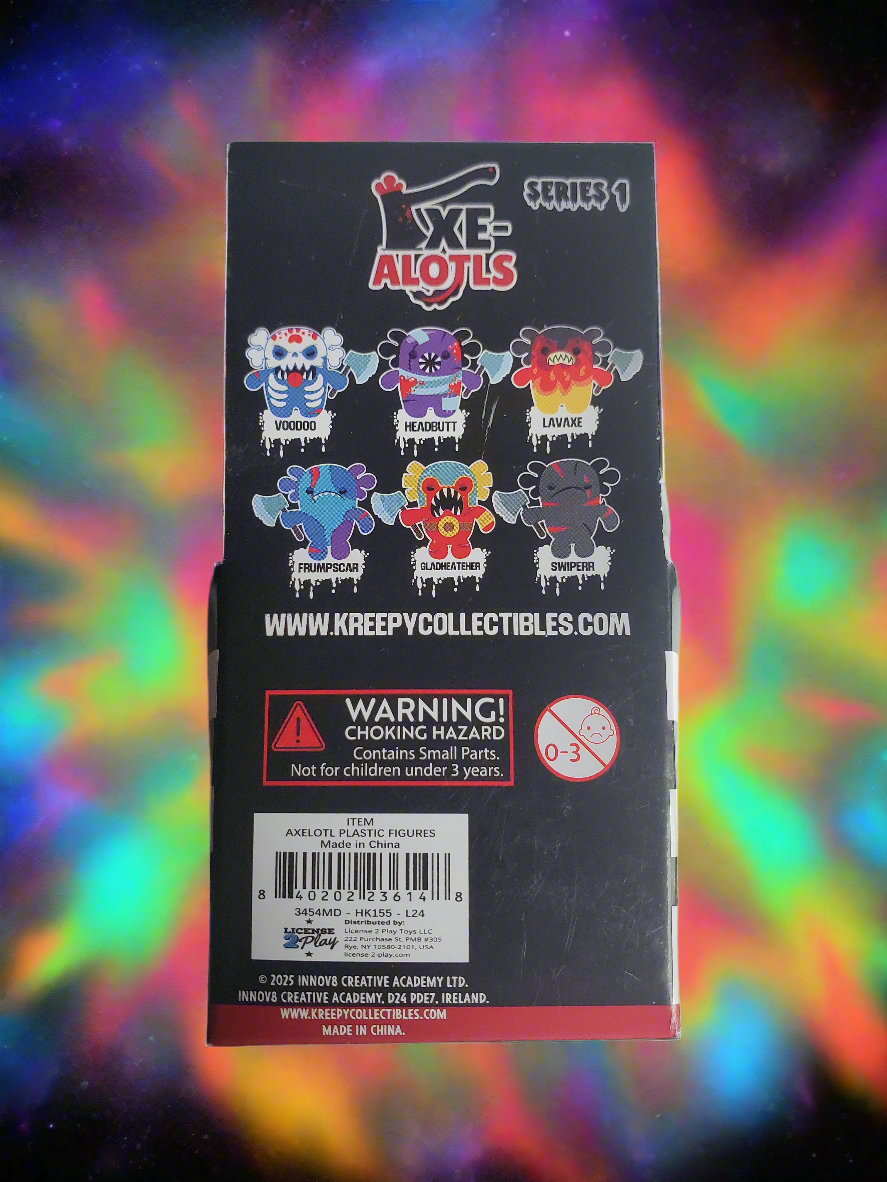 AXE-
ALOTLS
SERIES 1
VOODOO
HEADBUTT
LAVAXE
FRUMPSCAR
GLADHEATEHER
SWIPERR
WWW.KREEPYCOLLECTIBLES.COM
WARNING!
CHOKING HAZARD
Contains Small Parts.
Not for children under 3 years.
0-3
ITEM
AXELOTL PLASTIC FIGURES
Made in China
8 40202 23614 8
3454MD - HK155 - L24
LICENSE
2 Play
Distributed by:
License 2 Play Toys LLC
222 Purchase St, PMB #305
Rye, NY 10580-2101, USA
license-2-play.com
© 2025 INNOV8 CREATIVE ACADEMY LTD.
INNOV8 CREATIVE ACADEMY, D24 PDE7, IRELAND.
WWW.KREEPYCOLLECTIBLES.COM
MADE IN CHINA.